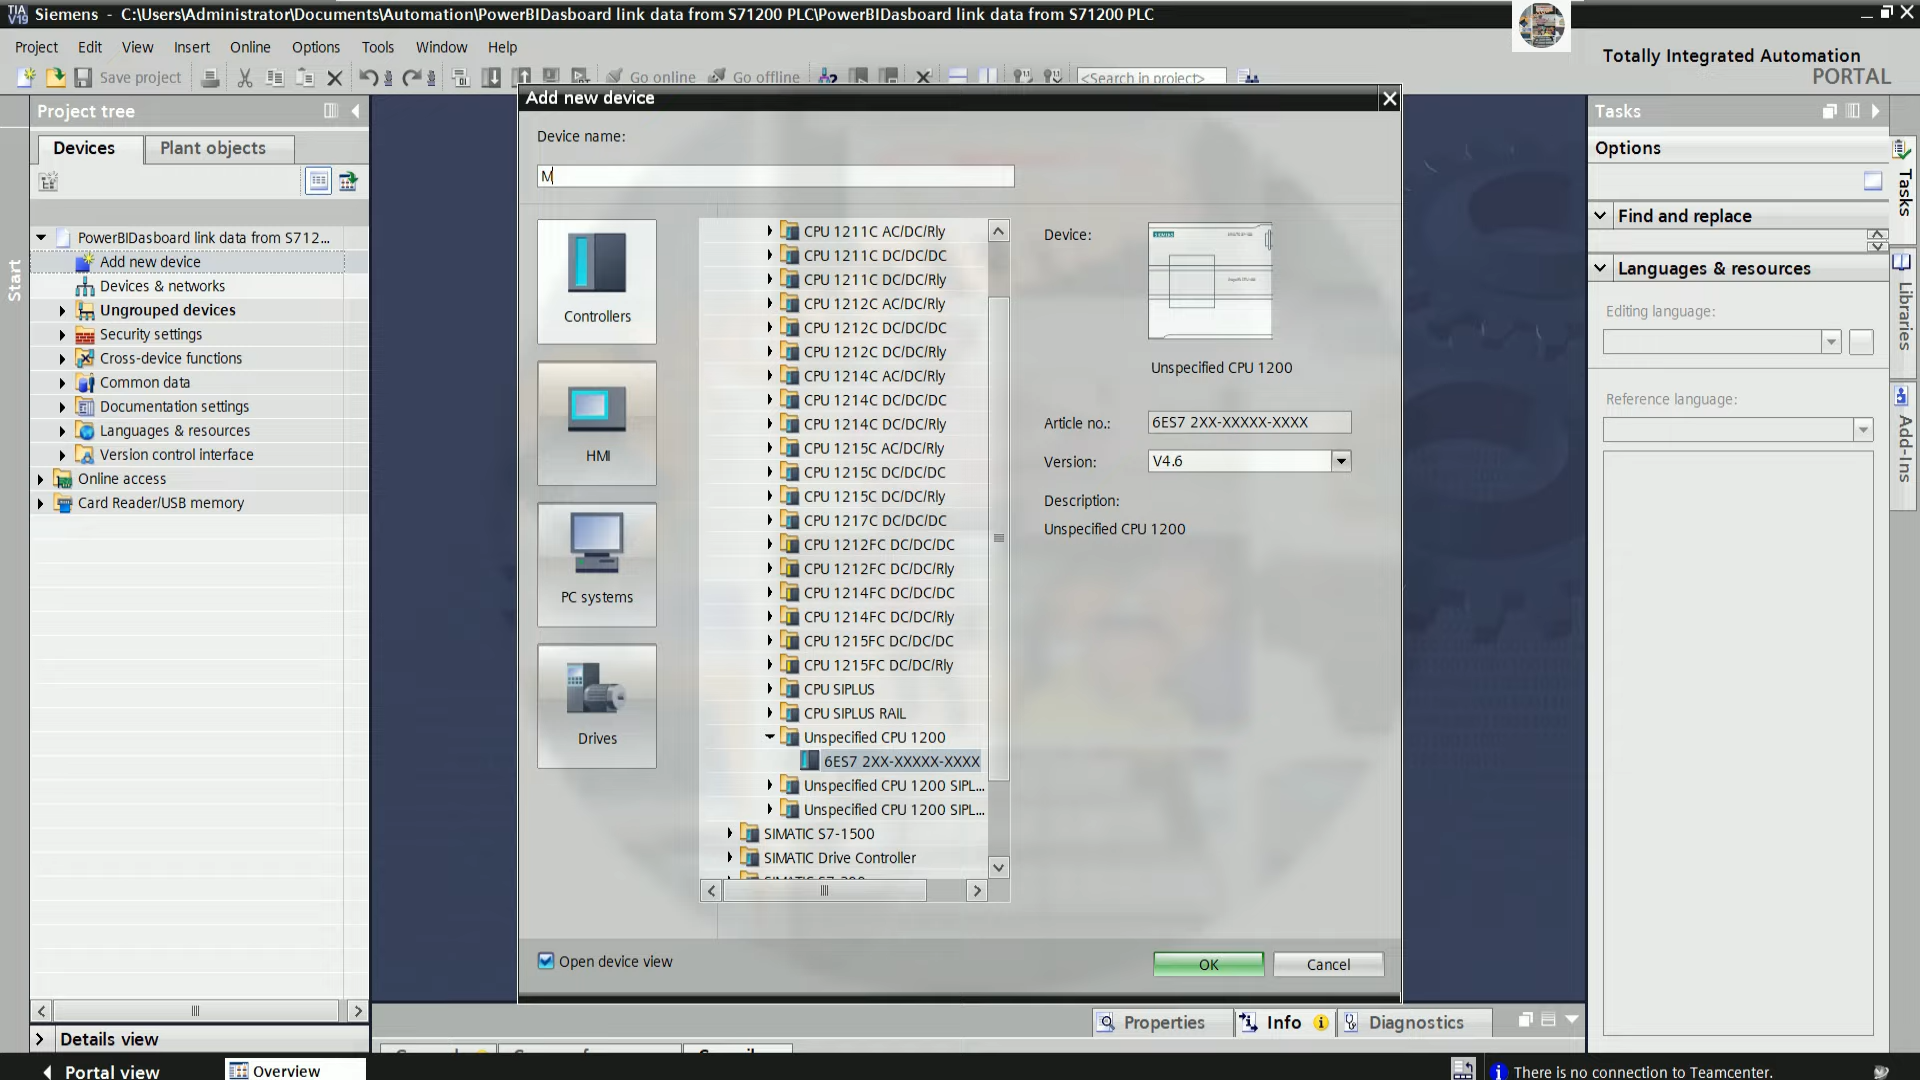 TIA V19 Siemens - C:\Users\Administrator\Documents\Automation\PowerBIDasboard link data from S71200 PLC\PowerBIDasboard link data from S71200 PLC
Project Edit View Insert Online Options Tools Window Help
Totally Integrated Automation
PORTAL
Save project Go online Go offline <Search in project>
Project tree
Devices Plant objects
Start
PowerBIDasboard link data from S712...
Add new device
Devices & networks
Ungrouped devices
Security settings
Cross-device functions
Common data
Documentation settings
Languages & resources
Version control interface
Online access
Card Reader/USB memory
Details view
Portal view
Overview
Add new device
Device name:
M
Controllers
HMI
PC systems
Drives
CPU 1211C AC/DC/Rly
CPU 1211C DC/DC/DC
CPU 1211C DC/DC/Rly
CPU 1212C AC/DC/Rly
CPU 1212C DC/DC/DC
CPU 1212C DC/DC/Rly
CPU 1214C AC/DC/Rly
CPU 1214C DC/DC/DC
CPU 1214C DC/DC/Rly
CPU 1215C AC/DC/Rly
CPU 1215C DC/DC/DC
CPU 1215C DC/DC/Rly
CPU 1217C DC/DC/DC
CPU 1212FC DC/DC/DC
CPU 1212FC DC/DC/Rly
CPU 1214FC DC/DC/DC
CPU 1214FC DC/DC/Rly
CPU 1215FC DC/DC/DC
CPU 1215FC DC/DC/Rly
CPU SIPLUS
CPU SIPLUS RAIL
Unspecified CPU 1200
6ES7 2XX-XXXXX-XXXX
Unspecified CPU 1200 SIPL...
Unspecified CPU 1200 SIPL...
SIMATIC S7-1500
SIMATIC Drive Controller
Device:
SIEMENS
Unspecified CPU 1200
Article no.: 6ES7 2XX-XXXXX-XXXX
Version: V4.6
Description:
Unspecified CPU 1200
Open device view
OK Cancel
Properties Info Diagnostics
Tasks
Options
Find and replace
Languages & resources
Editing language:
Reference language:
Tasks
Libraries
Add-Ins
There is no connection to Teamcenter.